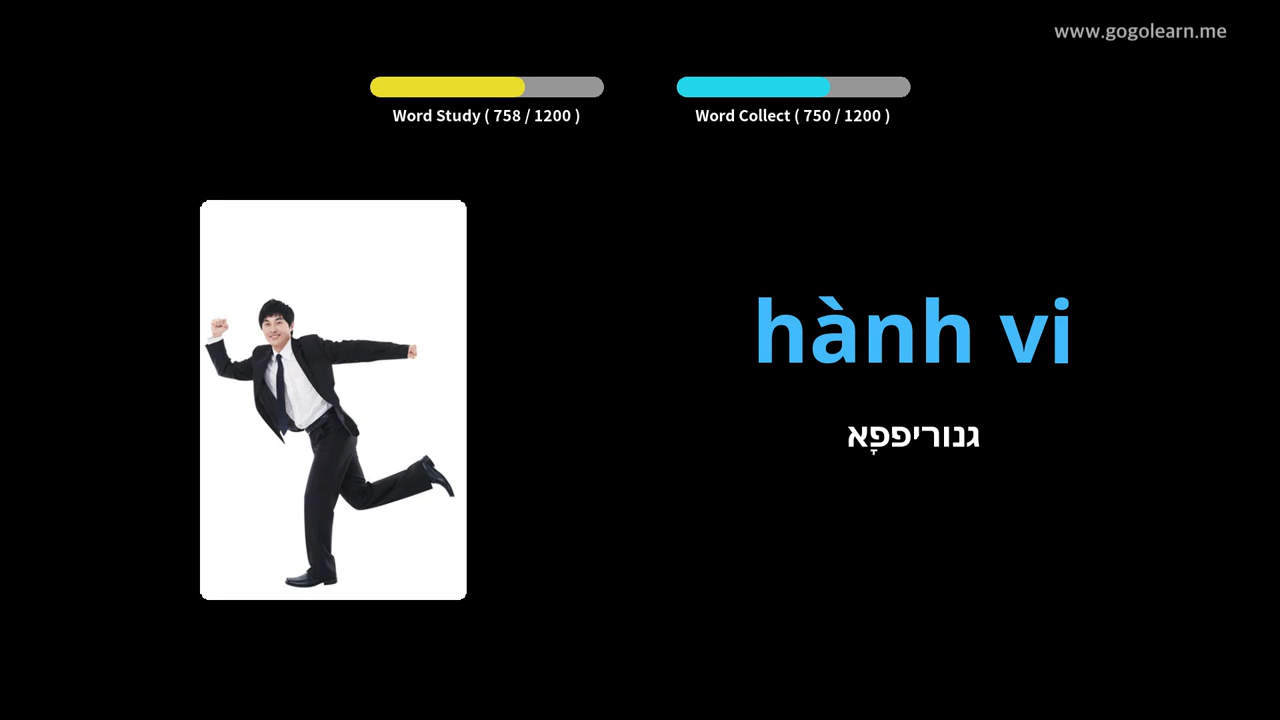 www.gogolearn.me
Word Study ( 758 / 1200 )
Word Collect ( 750 / 1200 )
hành vi
גנוריפפָא